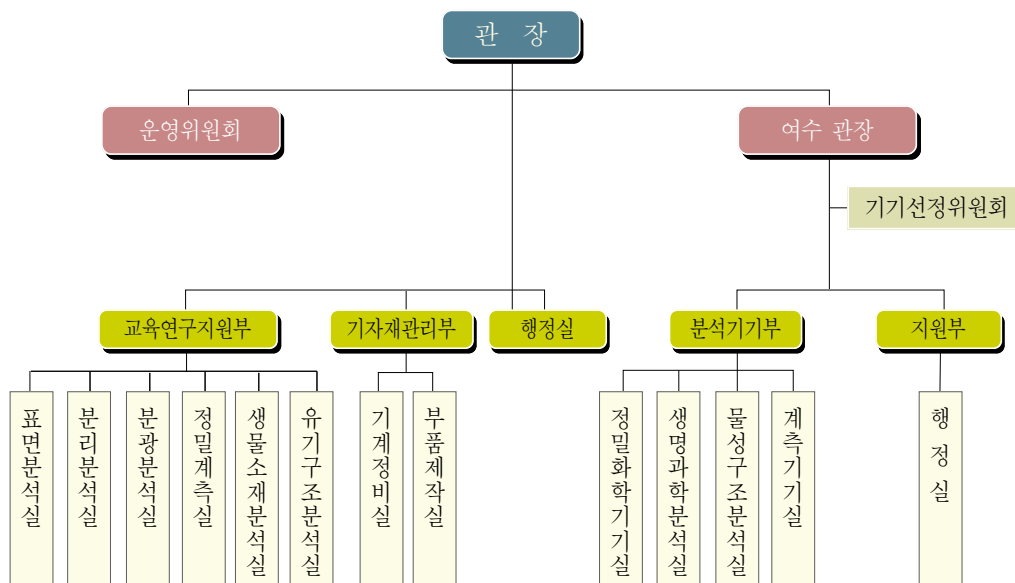 관 장
운영위원회
여수 관장
기기선정위원회
교육연구지원부
기자재관리부
행정실
분석기기부
지원부
표면분석실
분리분석실
분광분석실
정밀계측실
생물소재분석실
유기구조분석실
기계정비실
부품제작실
정밀화학기기실
생명과학분석실
물성구조분석실
계측기기실
행정실